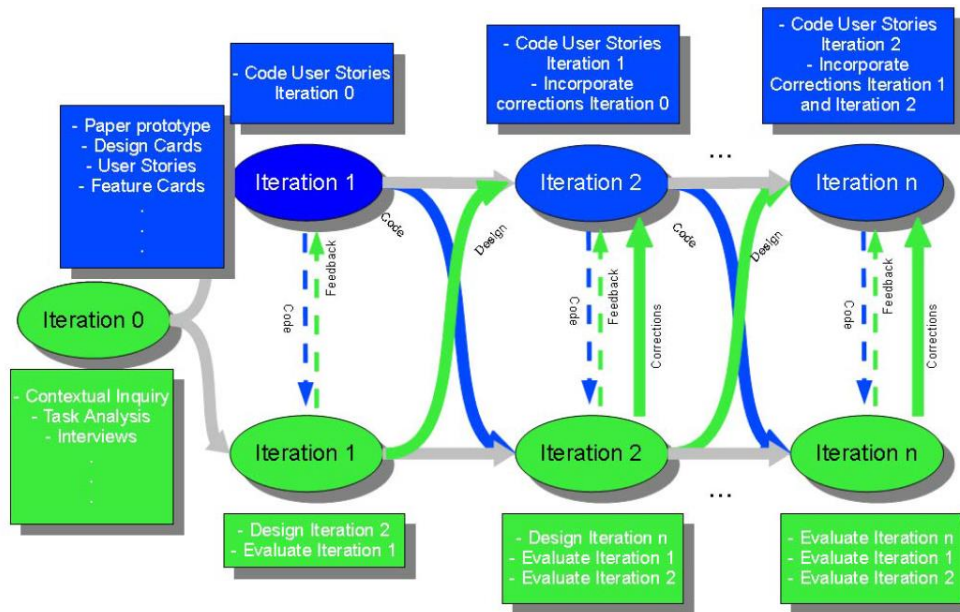 - Code User Stories
Iteration 0
- Code User Stories
Iteration 1
- Incorporate
corrections Iteration 0
- Code User Stories
Iteration 2
- Incorporate
Corrections Iteration 1
and Iteration 2
- Paper prototype
- Design Cards
- User Stories
- Feature Cards
.
.
.
Iteration 1
...
Iteration 2
Iteration n
Code
Design
Code
Design
Code
Feedback
Code
Feedback
Corrections
Code
Feedback
Corrections
Iteration 0
- Contextual Inquiry
- Task Analysis
- Interviews
.
.
.
Iteration 1
Iteration 2
Iteration n
...
- Design Iteration 2
- Evaluate Iteration 1
- Design Iteration n
- Evaluate Iteration 1
- Evaluate Iteration 2
- Evaluate Iteration n
- Evaluate Iteration 1
- Evaluate Iteration 2